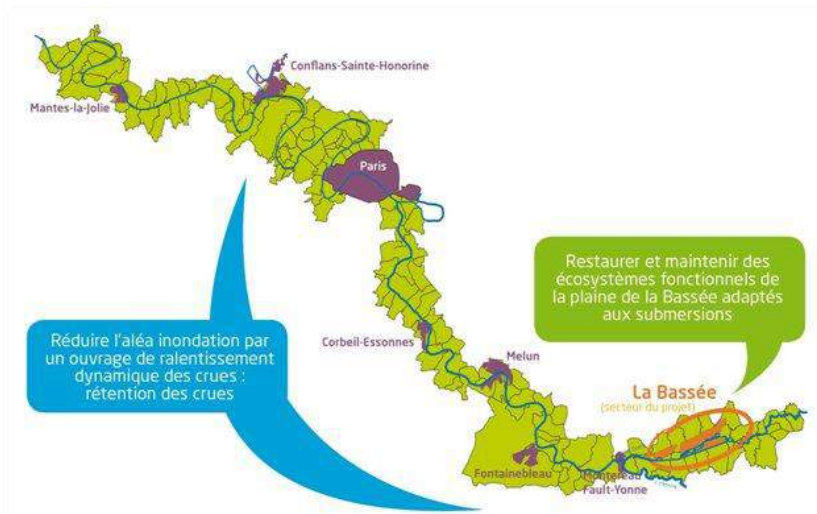 Conflans-Sainte-Honorine
Mantes-la-Jolie
Paris
Restaurer et maintenir des
écosystèmes fonctionnels de
la plaine de la Bassée adaptés
aux submersions
Réduire l'aléa inondation par
un ouvrage de ralentissement
dynamique des crues :
rétention des crues
Corbeil-Essonnes
Melun
La Bassée
(secteur du projet)
Fontainebleau
Montereau
Fault-Yonne